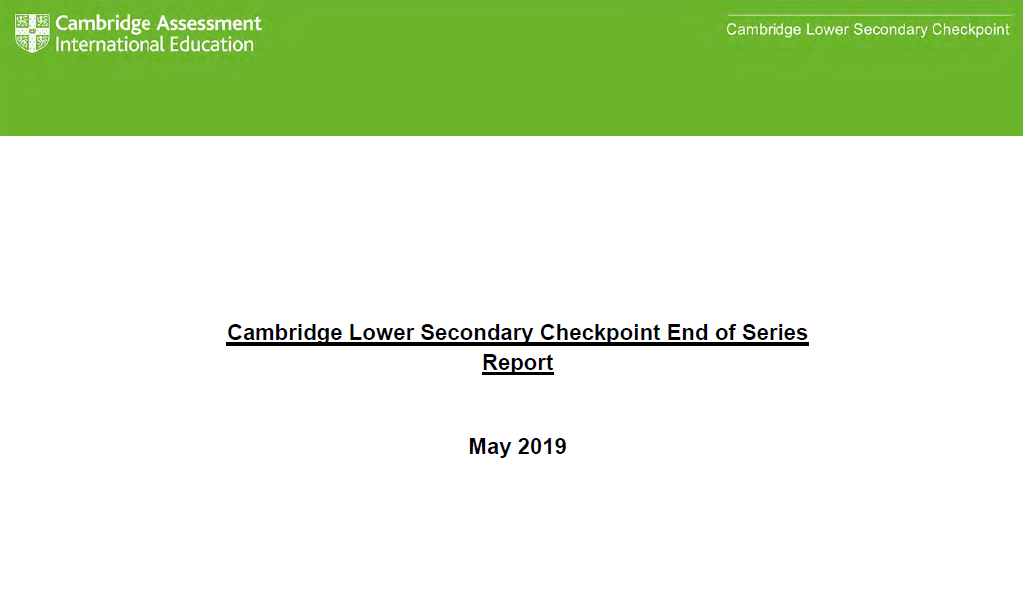 Cambridge Assessment
International Education
Cambridge Lower Secondary Checkpoint
Cambridge Lower Secondary Checkpoint End of Series
Report
May 2019